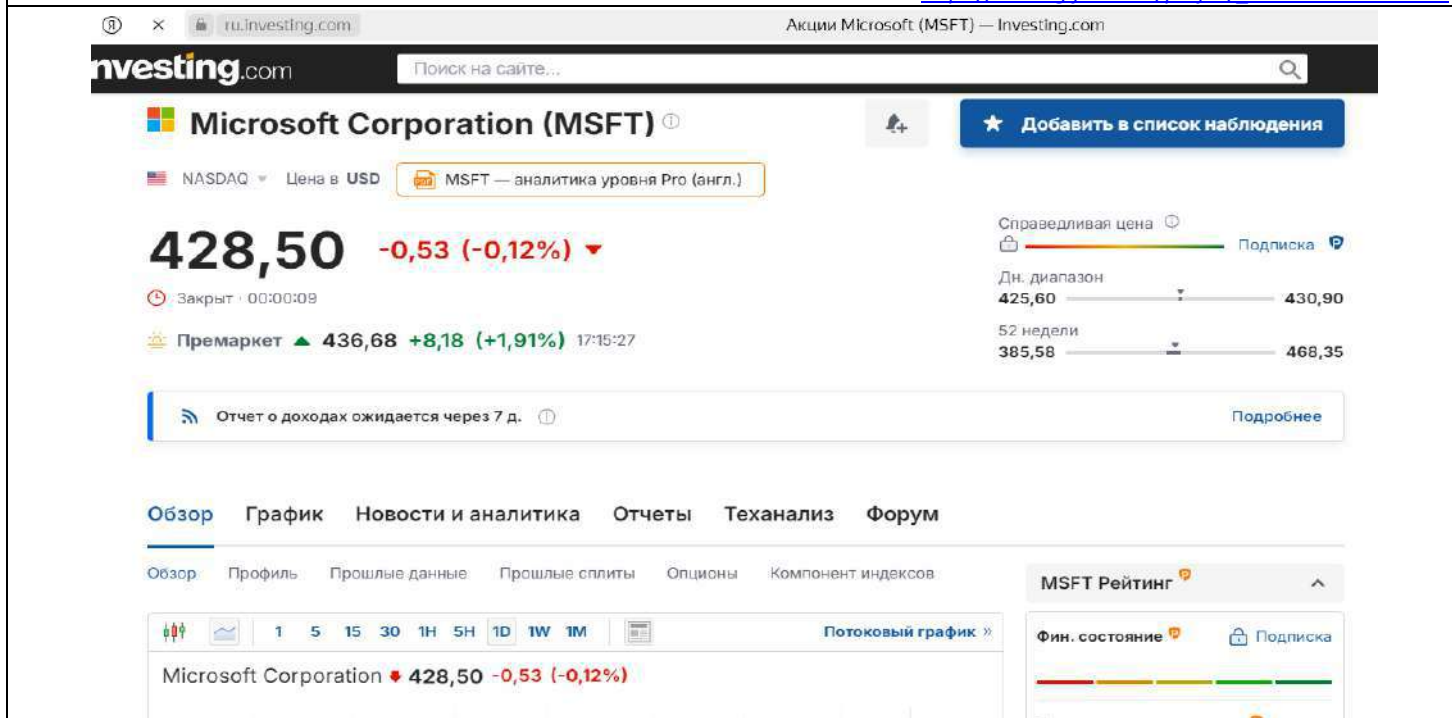 ru.investing.com
Акции Microsoft (MSFT) — Investing.com
nvesting.com
Поиск на сайте...
Microsoft Corporation (MSFT)
Добавить в список наблюдения
NASDAQ Цена в USD MSFT — аналитика уровня Pro (англ.)
428,50 -0,53 (-0,12%)
Закрыт · 00:00:09
Премаркет 436,68 +8,18 (+1,91%) 17:15:27
Справедливая цена
Подписка
Дн. диапазон
425,60 430,90
52 недели
385,58 468,35
Отчет о доходах ожидается через 7 д. Подробнее
Обзор График Новости и аналитика Отчеты Теханализ Форум
Обзор Профиль Прошлые данные Прошлые сплиты Опционы Компонент индексов
1 5 15 30 1H 5H 1D 1W 1M Потоковый график »
Microsoft Corporation 428,50 -0,53 (-0,12%)
MSFT Рейтинг
Фин. состояние Подписка